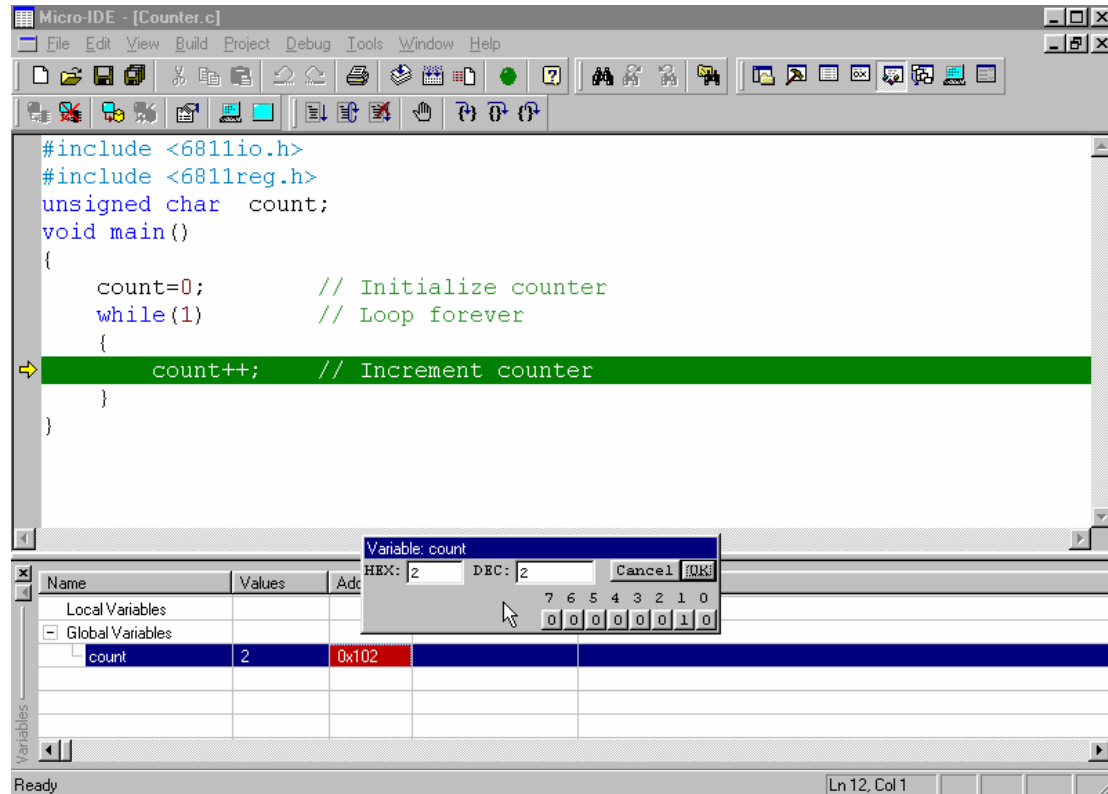 Micro-IDE - [Counter.c]
File Edit View Build Project Debug Tools Window Help
#include <6811io.h>
#include <6811reg.h>
unsigned char  count;
void main()
{
    count=0;          // Initialize counter
    while(1)          // Loop forever
    {
        count++;      // Increment counter
    }
}
Variable: count
HEX: 2 DEC: 2 Cancel OK
7 6 5 4 3 2 1 0
0 0 0 0 0 0 1 0
Name Values
Local Variables
Global Variables
count 2 0x102
Variables
Ready Ln 12, Col 1